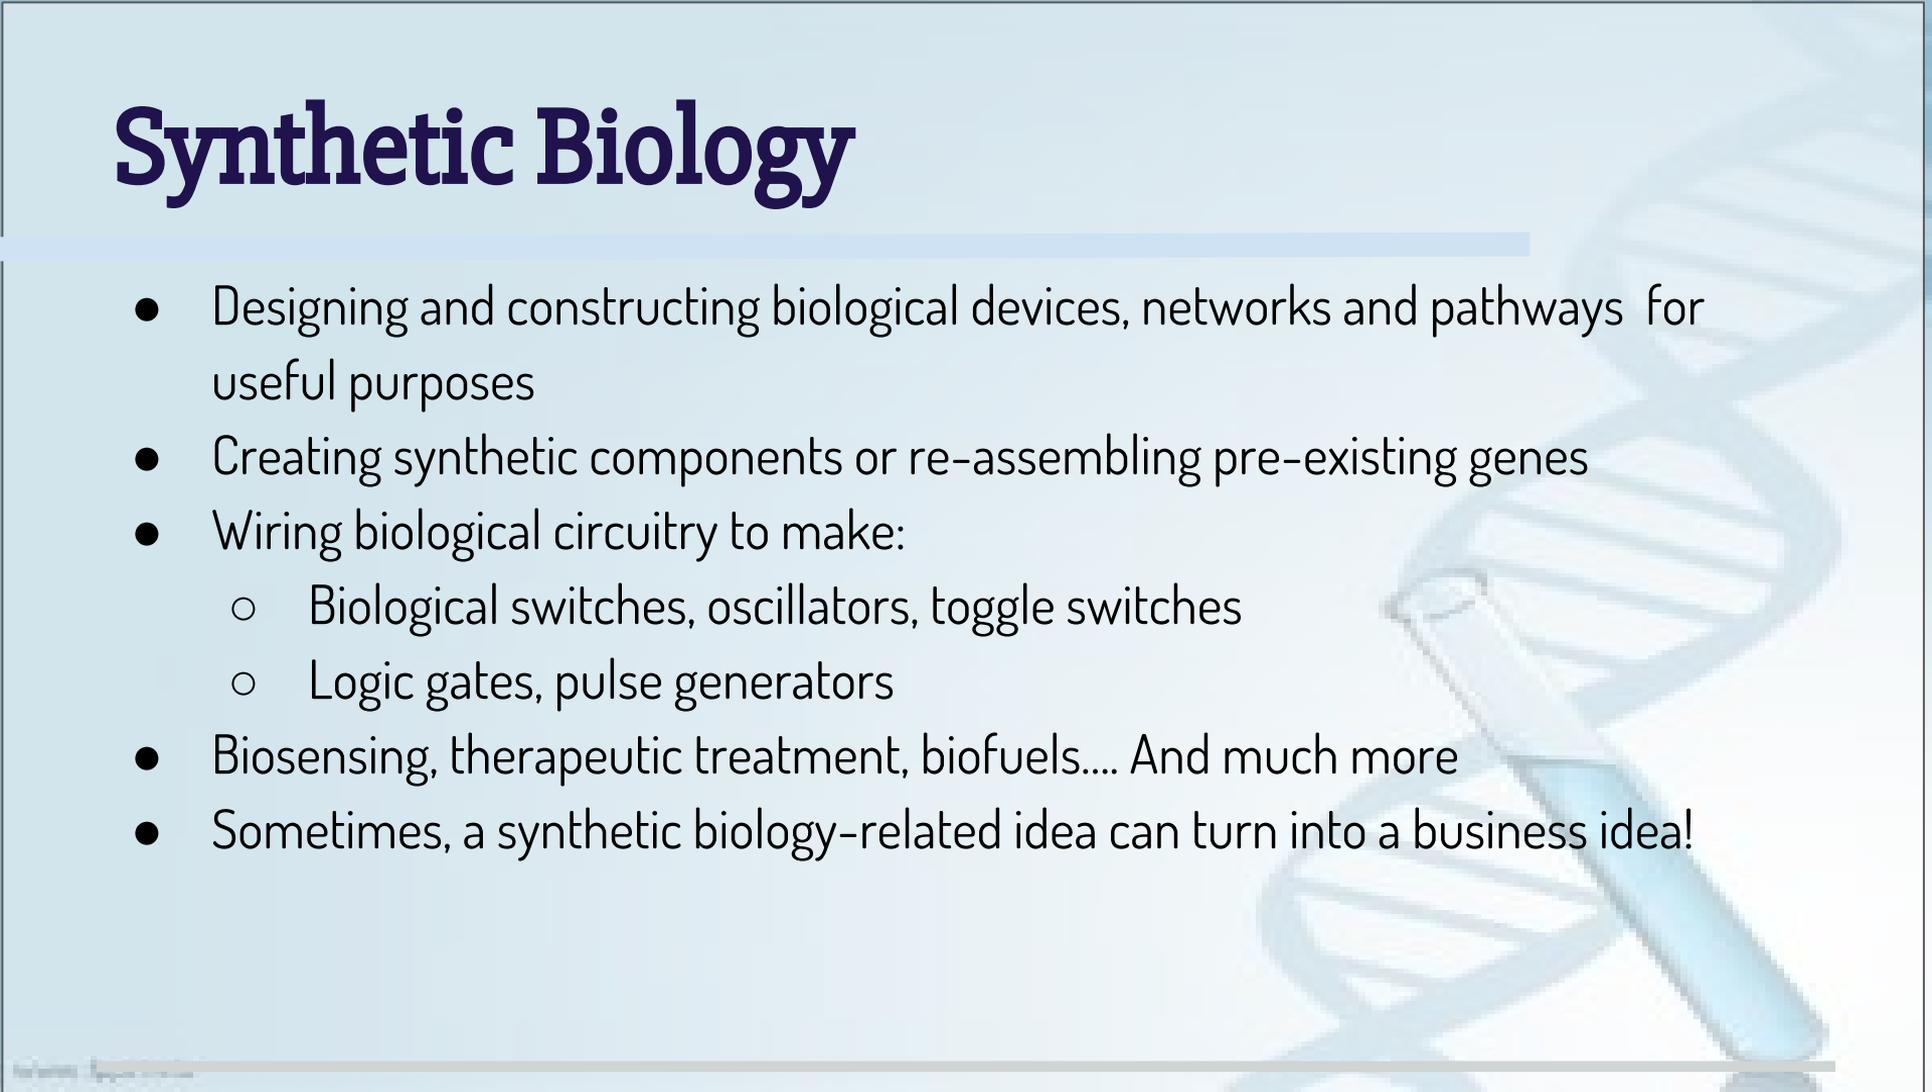 Synthetic Biology
● Designing and constructing biological devices, networks and pathways  for
useful purposes
● Creating synthetic components or re-assembling pre-existing genes
● Wiring biological circuitry to make:
○ Biological switches, oscillators, toggle switches
○ Logic gates, pulse generators
● Biosensing, therapeutic treatment, biofuels.... And much more
● Sometimes, a synthetic biology-related idea can turn into a business idea!